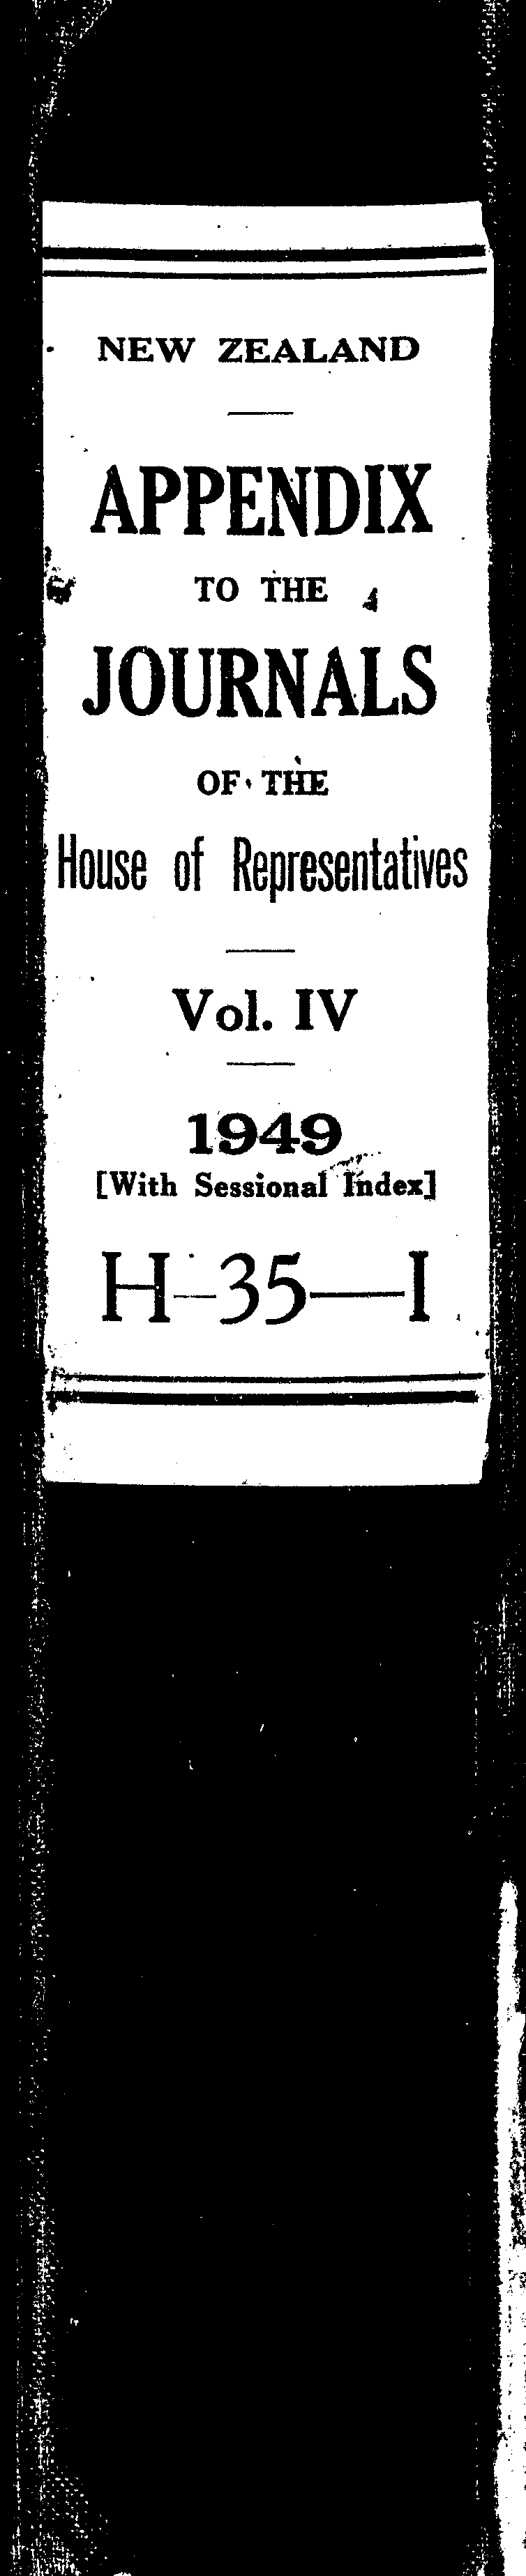 NEW ZEALAND
APPENDIX
TO THE
JOURNALS
OF THE
House of Representatives
Vol. IV
1949
[With Sessional Index]
H-35—I